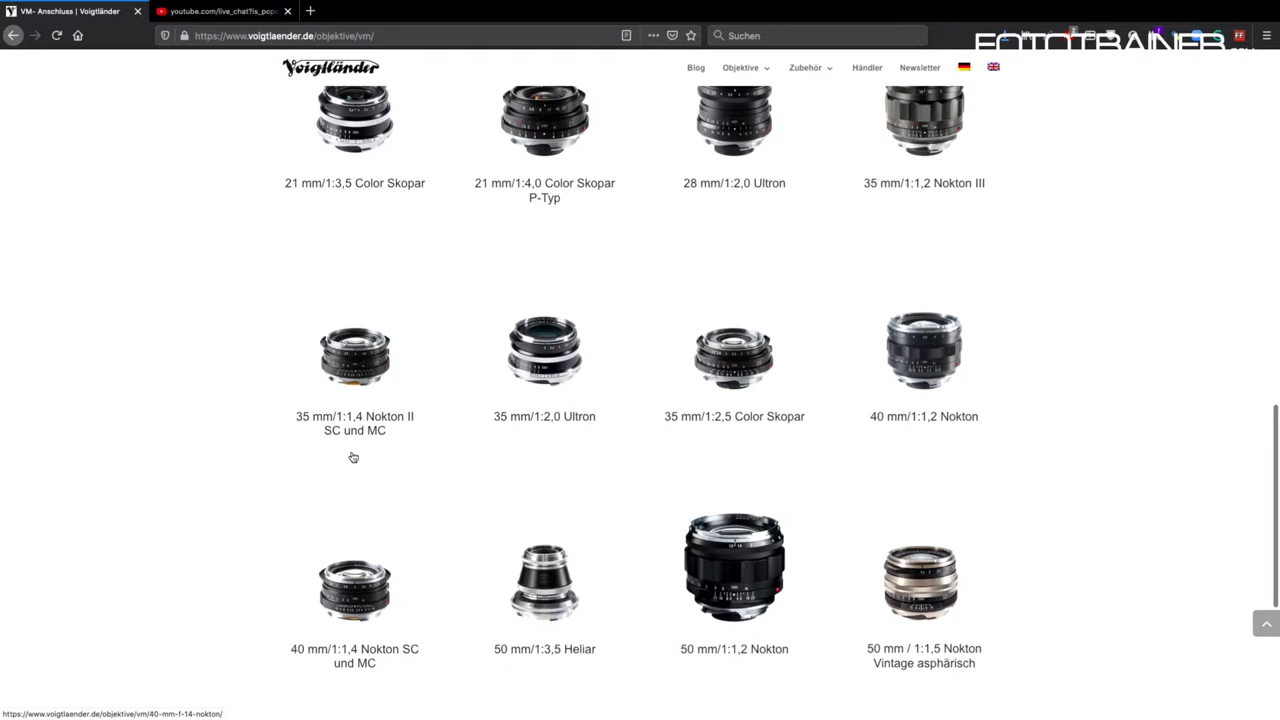 VM- Anschluss | Voigtländer
youtube.com/live_chat?is_popo
https://www.voigtlaender.de/objektive/vm/
Suchen
FOTOTRAINER
Voigtländer
Blog
Objektive
Zubehör
Händler
Newsletter
21 mm/1:3,5 Color Skopar
21 mm/1:4,0 Color Skopar
P-Typ
28 mm/1:2,0 Ultron
35 mm/1:1,2 Nokton III
35 mm/1:1,4 Nokton II
SC und MC
35 mm/1:2,0 Ultron
35 mm/1:2,5 Color Skopar
40 mm/1:1,2 Nokton
40 mm/1:1,4 Nokton SC
und MC
50 mm/1:3,5 Heliar
50 mm/1:1,2 Nokton
50 mm / 1:1,5 Nokton
Vintage asphärisch
https://www.voigtlaender.de/objektive/vm/40-mm-f-14-nokton/